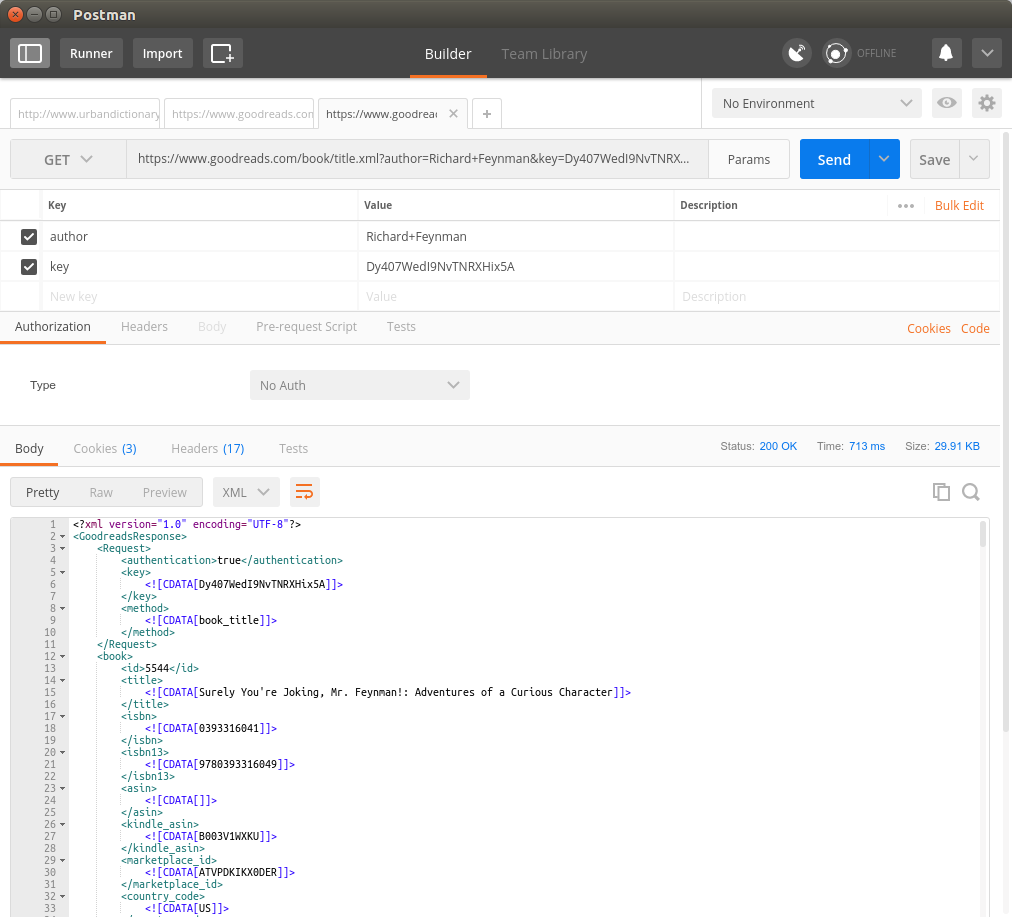 Postman
Runner Import Builder Team Library OFFLINE
http://www.urbandictionary https://www.goodreads.com https://www.goodrea No Environment
GET https://www.goodreads.com/book/title.xml?author=Richard+Feynman&key=Dy407WedI9NvTNRX... Params Send Save
Key Value Description Bulk Edit
author Richard+Feynman
key Dy407WedI9NvTNRXHix5A
New key Value Description
Authorization Headers Body Pre-request Script Tests Cookies Code
Type No Auth
Body Cookies (3) Headers (17) Tests Status: 200 OK Time: 713 ms Size: 29.91 KB
Pretty Raw Preview XML
1 <?xml version="1.0" encoding="UTF-8"?>
2 <GoodreadsResponse>
3 <Request>
4 <authentication>true</authentication>
5 <key>
6 <![CDATA[Dy407WedI9NvTNRXHix5A]]>
7 </key>
8 <method>
9 <![CDATA[book_title]]>
10 </method>
11 </Request>
12 <book>
13 <id>5544</id>
14 <title>
15 <![CDATA[Surely You're Joking, Mr. Feynman!: Adventures of a Curious Character]]>
16 </title>
17 <isbn>
18 <![CDATA[0393316041]]>
19 </isbn>
20 <isbn13>
21 <![CDATA[9780393316049]]>
22 </isbn13>
23 <asin>
24 <![CDATA[]]>
25 </asin>
26 <kindle_asin>
27 <![CDATA[B003V1WXKU]]>
28 </kindle_asin>
29 <marketplace_id>
30 <![CDATA[ATVPDKIKX0DER]]>
31 </marketplace_id>
32 <country_code>
33 <![CDATA[US]]>